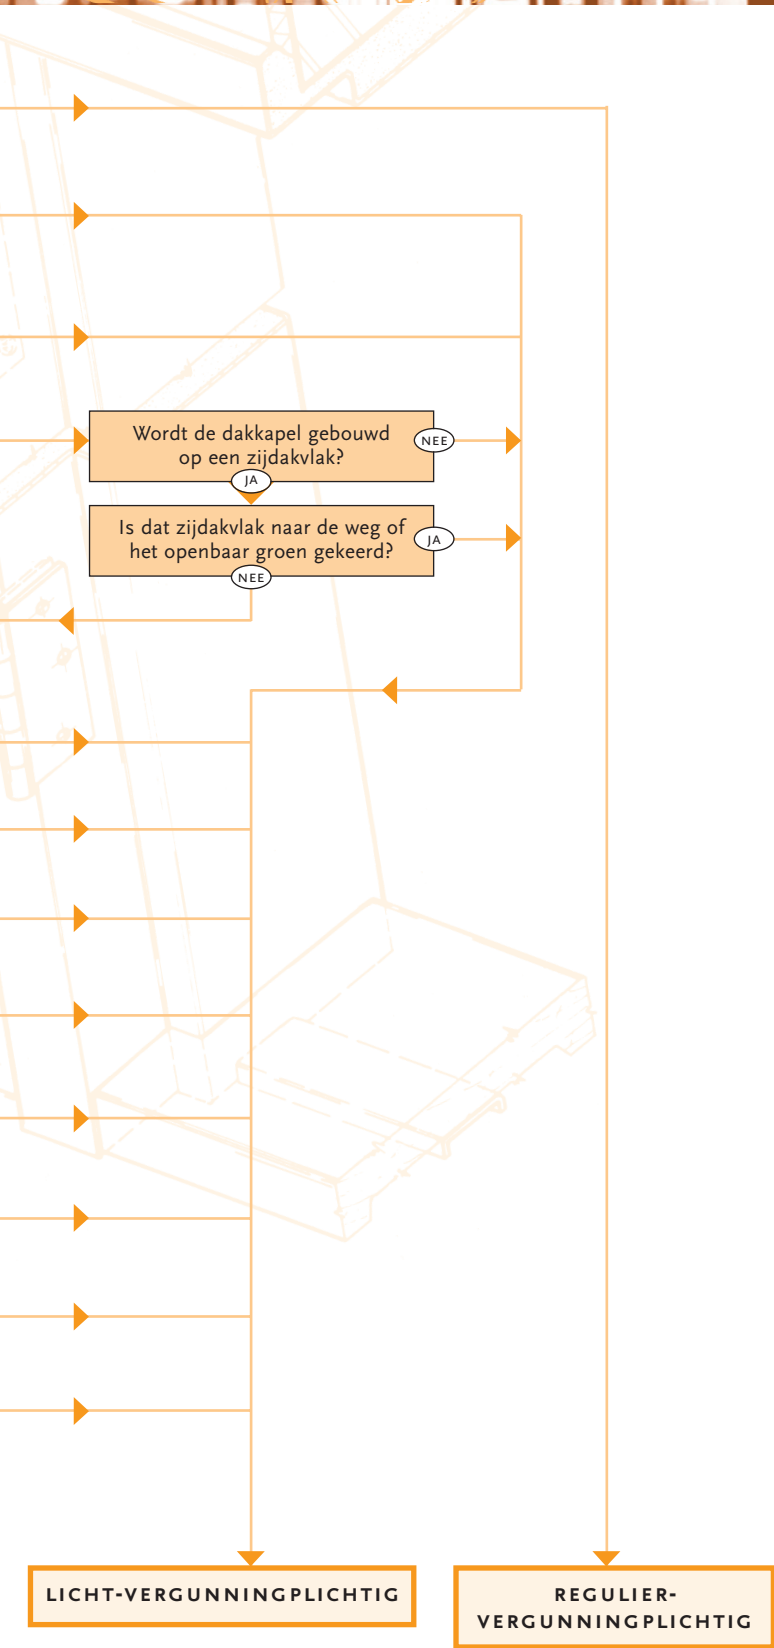 Wordt de dakkapel gebouwd
op een zijdakvlak?
NEE
JA
Is dat zijdakvlak naar de weg of
het openbaar groen gekeerd?
JA
NEE
LICHT-VERGUNNINGPLICHTIG
REGULIER-
VERGUNNINGPLICHTIG